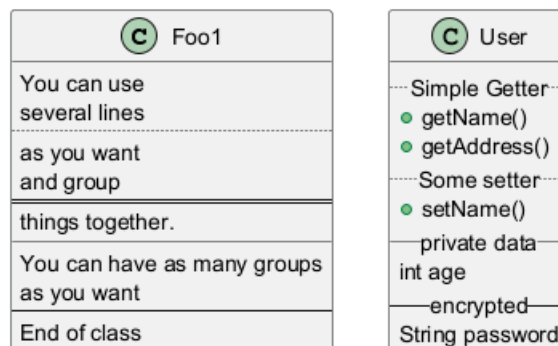 C Foo1
You can use
several lines
as you want
and group
things together.
You can have as many groups
as you want
End of class
C User
Simple Getter
getName()
getAddress()
Some setter
setName()
private data
int age
encrypted
String password